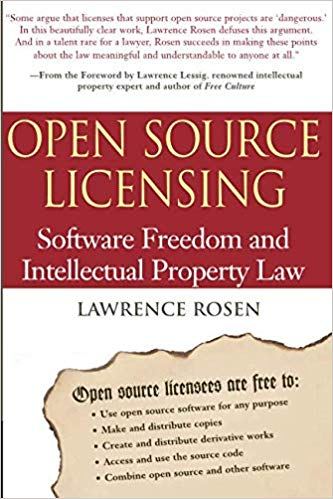 “Some argue that licenses that support open source projects are ‘dangerous.’
In this beautifully clear work, Lawrence Rosen defuses this argument.
And in a talent rare for a lawyer, Rosen succeeds in making these points
about the law meaningful and understandable to anyone at all.”
—From the Foreword by Lawrence Lessig, renowned intellectual
property expert and author of Free Culture
OPEN SOURCE
LICENSING
Software Freedom and
Intellectual Property Law
LAWRENCE ROSEN
Open source licensees are free to:
• Use open source software for any purpose
• Make and distribute copies
• Create and distribute derivative works
• Access and use the source code
• Combine open source and other software